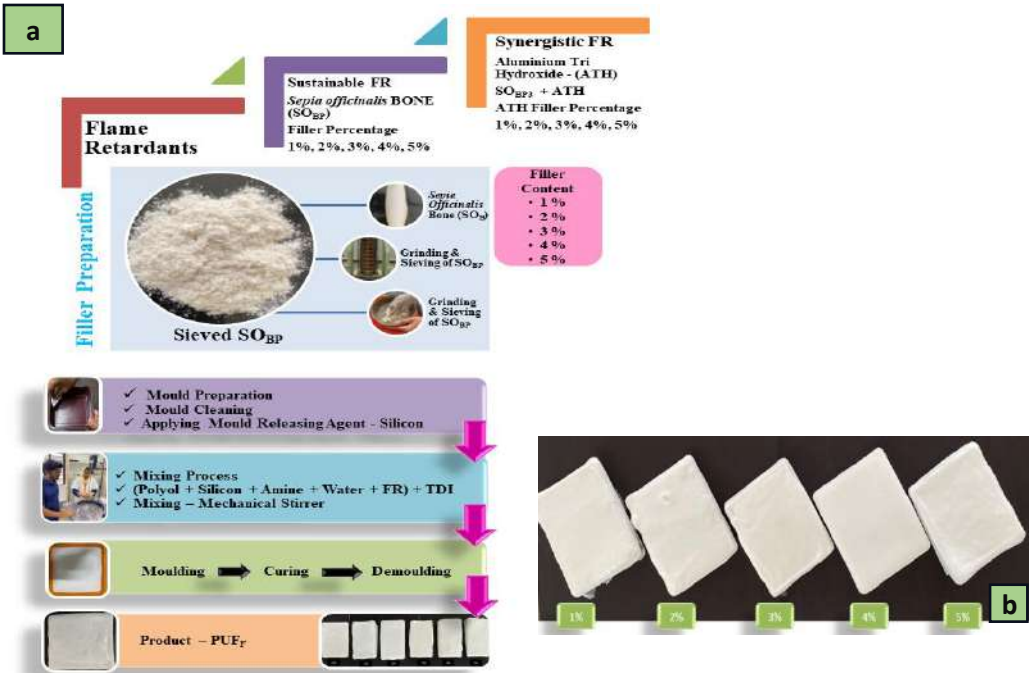 a
Flame
Retardants
Sustainable FR
Sepia officinalis BONE
(SOBP)
Filler Percentage
1%, 2%, 3%, 4%, 5%
Synergistic FR
Aluminium Tri
Hydroxide - (ATH)
SOBP3 + ATH
ATH Filler Percentage
1%, 2%, 3%, 4%, 5%
Filler Preparation
Sieved SOBP
Sepia
Officinalis
Bone (SOB)
Grinding &
Sieving of SOBP
Grinding
& Sieving
of SOBP
Filler
Content
• 1 %
• 2 %
• 3 %
• 4 %
• 5 %
✓ Mould Preparation
✓ Mould Cleaning
✓ Applying Mould Releasing Agent - Silicon
✓ Mixing Process
✓ (Polyol + Silicon + Amine + Water + FR) + TDI
✓ Mixing – Mechanical Stirrer
Moulding Curing Demoulding
Product – PUFF
1% 2% 3% 4% 5%
b